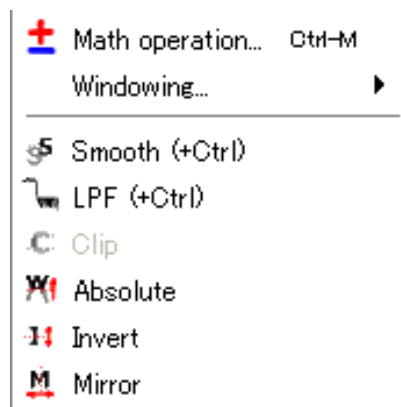 Math operation... Ctrl-M
Windowing...
Smooth (+Ctrl)
LPF (+Ctrl)
Clip
Absolute
Invert
Mirror